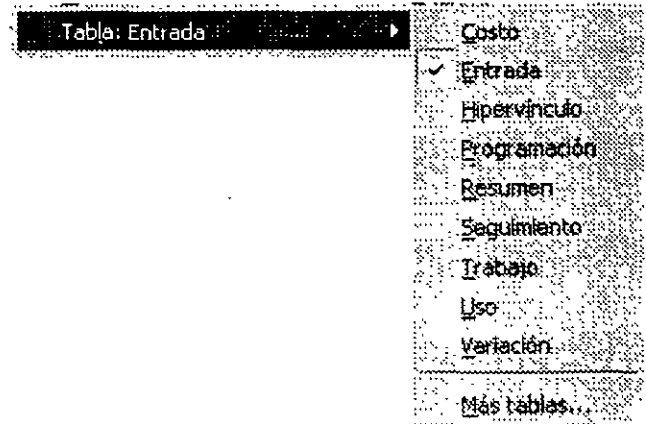 Tabla: Entrada
Costo
Entrada
Hipervínculo
Programación
Resumen
Seguimiento
Trabajo
Uso
Variación
Más tablas...